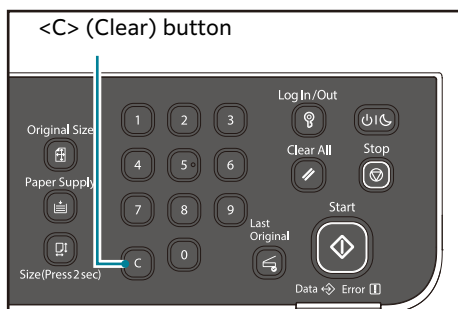 <C> (Clear) button
Log In/Out
Original Size
1 2 3
Clear All Stop
4 5 6
Paper Supply
7 8 9
Start
Last
Original
C 0
Size(Press 2 sec)
Data Error